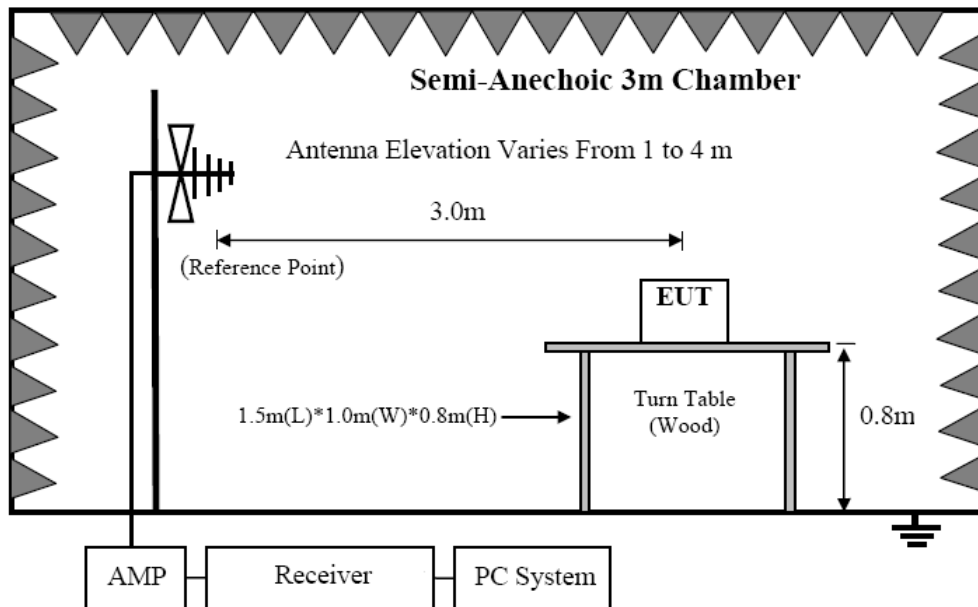 Semi-Anechoic 3m Chamber
Antenna Elevation Varies From 1 to 4 m
3.0m
(Reference Point)
EUT
1.5m(L)*1.0m(W)*0.8m(H)
Turn Table
(Wood)
0.8m
AMP
Receiver
PC System